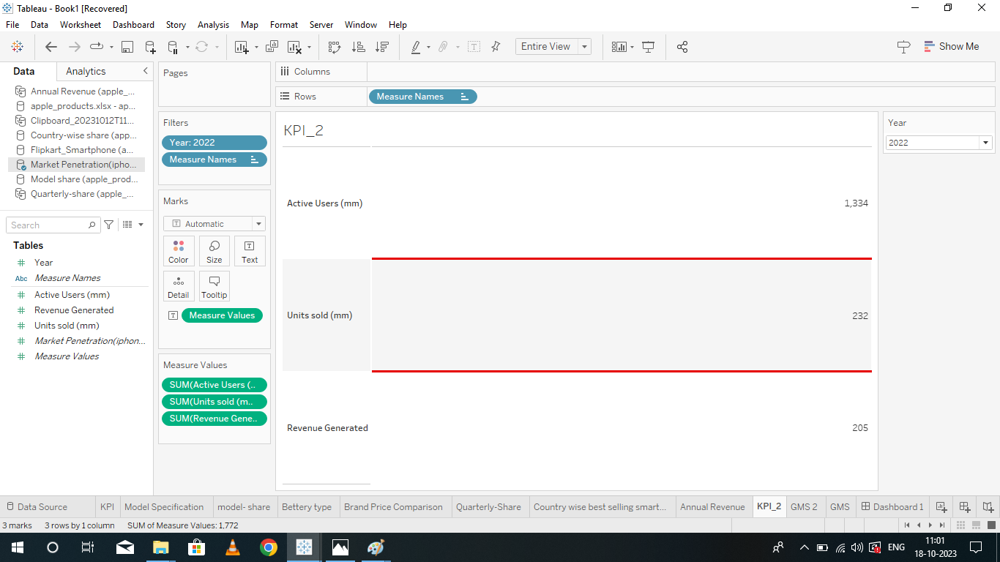 Tableau - Book1 [Recovered]
File Data Worksheet Dashboard Story Analysis Map Format Server Window Help
Entire View
Show Me
Data Analytics
Annual Revenue (apple_...
apple_products.xlsx - ap...
Clipboard_20231012T11...
Country-wise share (app...
Flipkart_Smartphone (a...
Market Penetration(ipho...
Model share (apple_prod...
Quarterly-share (apple_...
Search
Tables
Year
Abc Measure Names
Active Users (mm)
Revenue Generated
Units sold (mm)
Market Penetration(iphon...
Measure Values
Pages
Filters
Year: 2022
Measure Names
Marks
Automatic
Color Size Text
Detail Tooltip
Measure Values
Measure Values
SUM(Active Users (..
SUM(Units sold (m..
SUM(Revenue Gene..
Columns
Rows Measure Names
KPI_2
Active Users (mm) 1,334
Units sold (mm) 232
Revenue Generated 205
Year
2022
Data Source KPI Model Specification model- share Bettery type Brand Price Comparison Quarterly-Share Country wise best selling smart... Annual Revenue KPI_2 GMS 2 GMS Dashboard 1
3 marks 3 rows by 1 column SUM of Measure Values: 1,772
ENG
11:01
18-10-2023